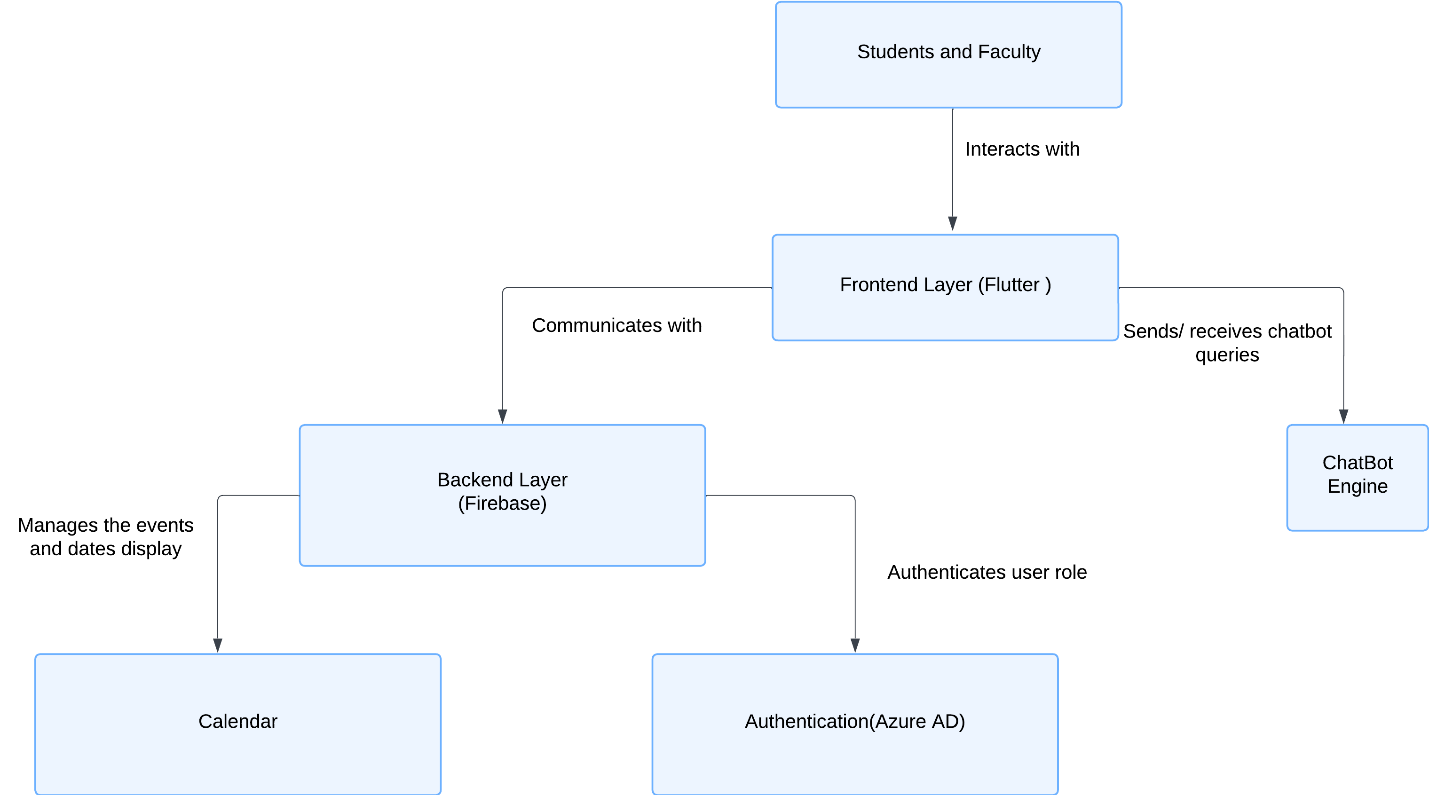 Students and Faculty
Interacts with
Frontend Layer (Flutter )
Communicates with
Sends/ receives chatbot
queries
Backend Layer
(Firebase)
ChatBot
Engine
Manages the events
and dates display
Authenticates user role
Calendar
Authentication(Azure AD)